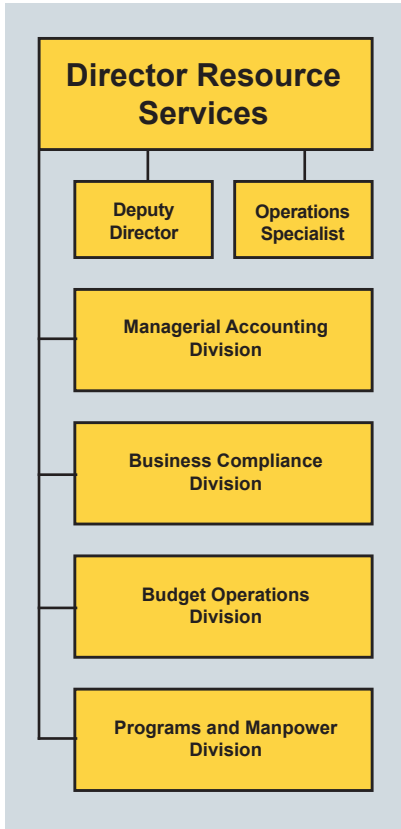 Director Resource
Services
Deputy
Director
Operations
Specialist
Managerial Accounting
Division
Business Compliance
Division
Budget Operations
Division
Programs and Manpower
Division